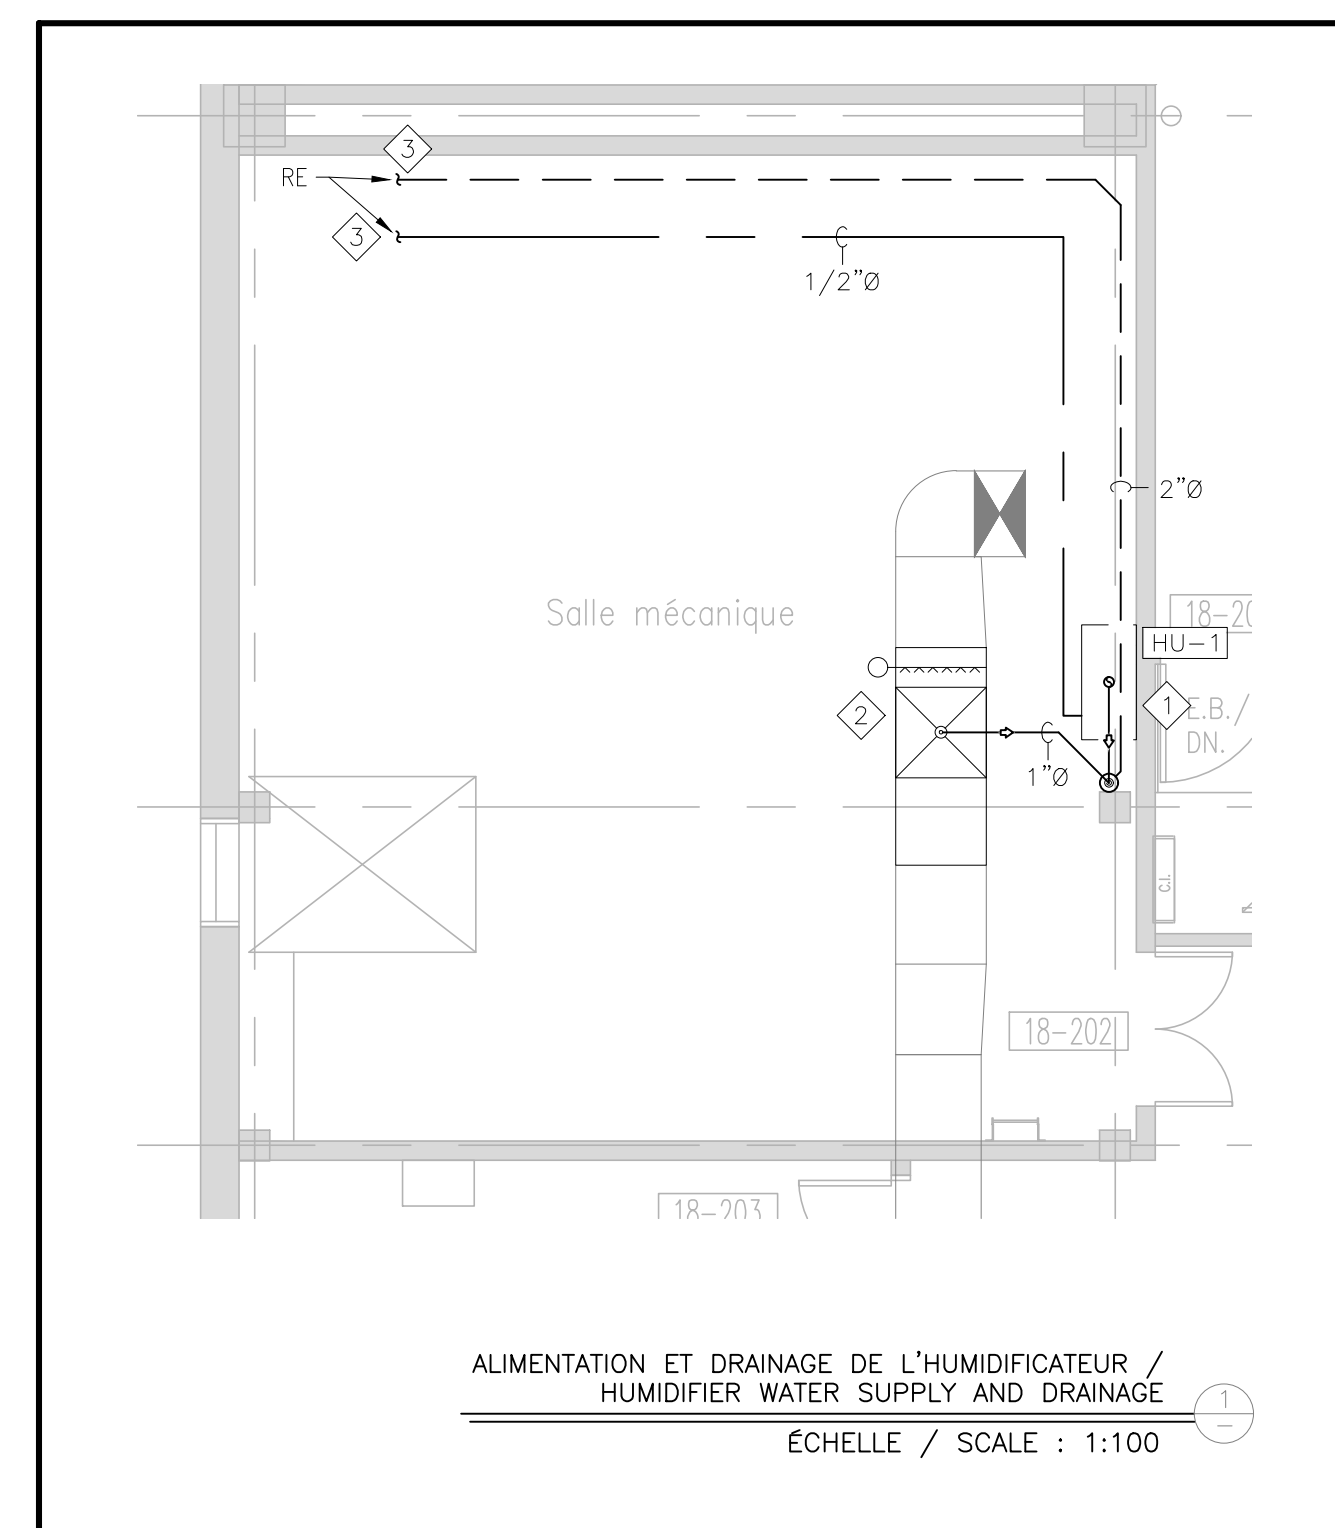 3
RE
3
1/2"Ø
2"Ø
Salle mécanique
18-20
HU-1
2
1
E.B./
DN.
1"Ø
C.I.
18-202
18-203
ALIMENTATION ET DRAINAGE DE L'HUMIDIFICATEUR /
HUMIDIFIER WATER SUPPLY AND DRAINAGE
1
–
ÉCHELLE / SCALE : 1:100